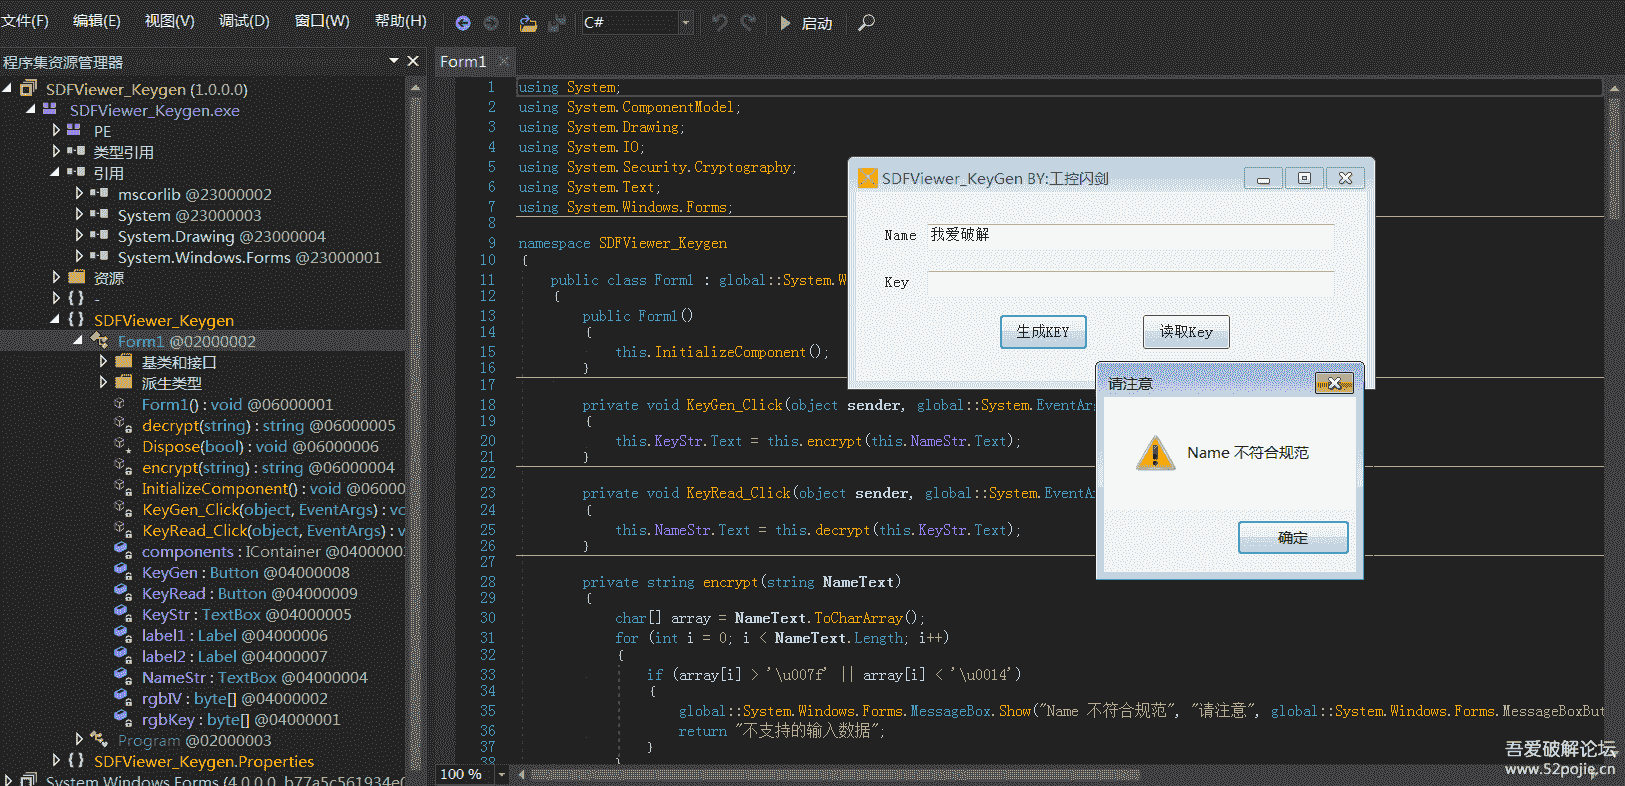 文件(F) 编辑(E) 视图(V) 调试(D) 窗口(W) 帮助(H) C# 启动
程序集资源管理器
SDFViewer_Keygen (1.0.0.0)
SDFViewer_Keygen.exe
PE
类型引用
引用
mscorlib @23000002
System @23000003
System.Drawing @23000004
System.Windows.Forms @23000001
资源
{ } -
{ } SDFViewer_Keygen
Form1 @02000002
基类和接口
派生类型
Form1() : void @06000001
decrypt(string) : string @06000005
Dispose(bool) : void @06000006
encrypt(string) : string @06000004
InitializeComponent() : void @06000
KeyGen_Click(object, EventArgs) : vo
KeyRead_Click(object, EventArgs) : v
components : IContainer @0400000
KeyGen : Button @04000008
KeyRead : Button @04000009
KeyStr : TextBox @04000005
label1 : Label @04000006
label2 : Label @04000007
NameStr : TextBox @04000004
rgbIV : byte[] @04000002
rgbKey : byte[] @04000001
Program @02000003
{ } SDFViewer_Keygen.Properties
System.Windows.Forms (4.0.0.0, b77a5c561934e0
Form1
1 using System;
2 using System.ComponentModel;
3 using System.Drawing;
4 using System.IO;
5 using System.Security.Cryptography;
6 using System.Text;
7 using System.Windows.Forms;
8
9 namespace SDFViewer_Keygen
10 {
11 public class Form1 : global::System.W
12 {
13 public Form1()
14 {
15 this.InitializeComponent();
16 }
17
18 private void KeyGen_Click(object sender, global::System.EventArg
19 {
20 this.KeyStr.Text = this.encrypt(this.NameStr.Text);
21 }
22
23 private void KeyRead_Click(object sender, global::System.EventA
24 {
25 this.NameStr.Text = this.decrypt(this.KeyStr.Text);
26 }
27
28 private string encrypt(string NameText)
29 {
30 char[] array = NameText.ToCharArray();
31 for (int i = 0; i < NameText.Length; i++)
32 {
33 if (array[i] > '\u007f' || array[i] < '\u0014')
34 {
35 global::System.Windows.Forms.MessageBox.Show("Name 不符合规范", "请注意", global::System.Windows.Forms.MessageBoxBut
36 return "不支持的输入数据";
37 }
38
100 %
SDFViewer_KeyGen BY:工控闪剑
Name 我爱破解
Key
生成KEY 读取Key
请注意
Name 不符合规范
确定
吾爱破解论坛
www.52pojie.cn